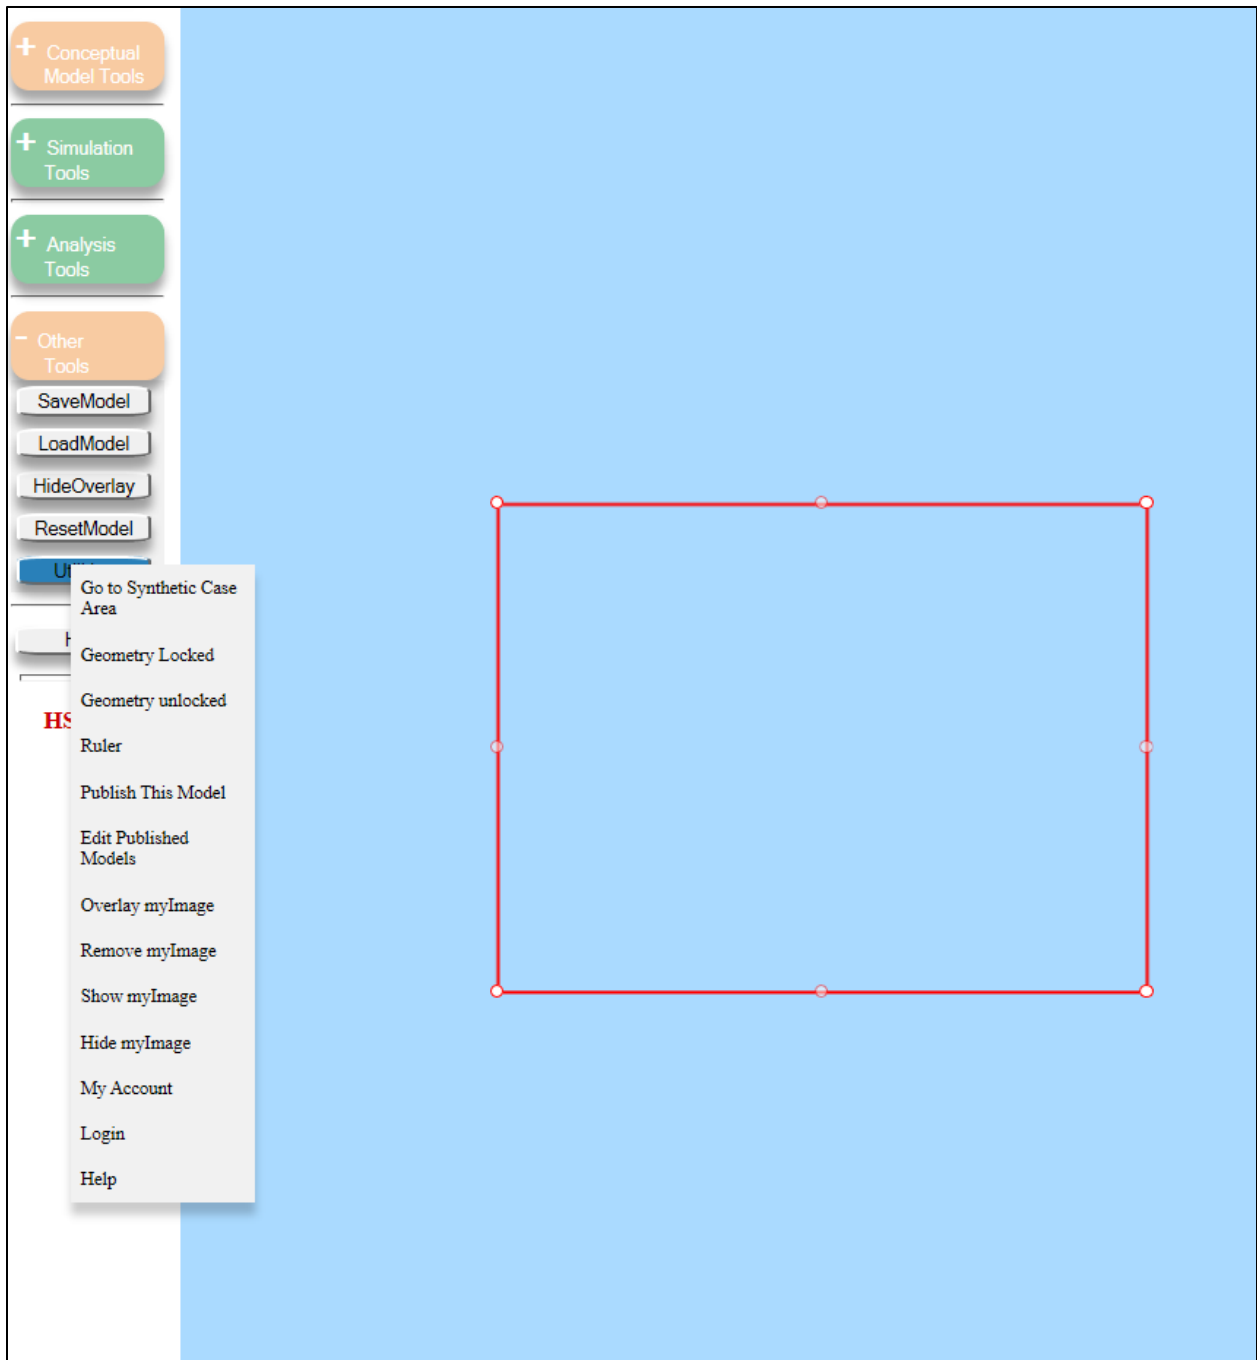 + Conceptual
Model Tools
+ Simulation
Tools
+ Analysis
Tools
- Other
Tools
SaveModel
LoadModel
HideOverlay
ResetModel
Go to Synthetic Case
Area
Geometry Locked
Geometry unlocked
HS
Ruler
Publish This Model
Edit Published
Models
Overlay myImage
Remove myImage
Show myImage
Hide myImage
My Account
Login
Help